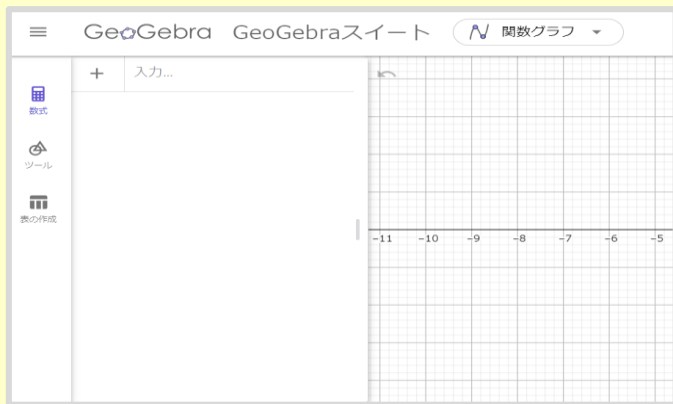 GeoGebra GeoGebraスイート 関数グラフ
+ 入力...
数式
ツール
表の作成
-11 -10 -9 -8 -7 -6 -5